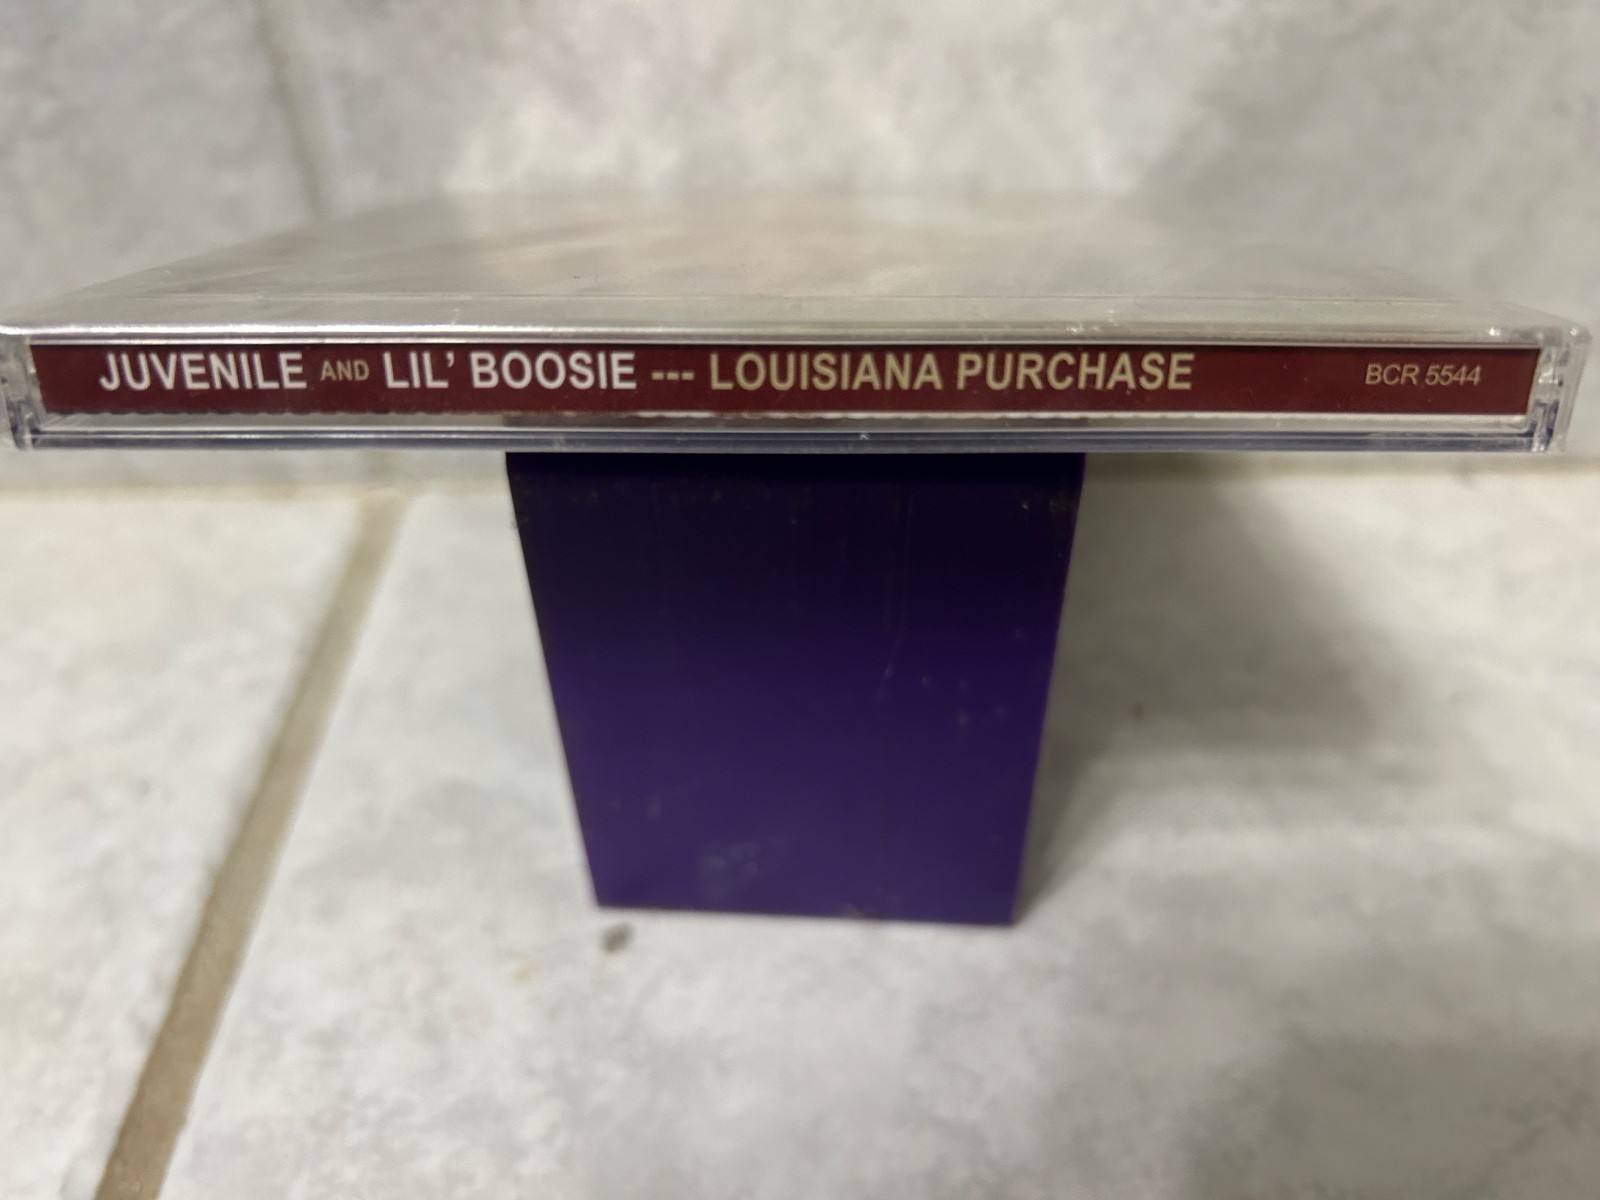 JUVENILE AND LIL' BOOSIE --- LOUISIANA PURCHASE BCR 5544